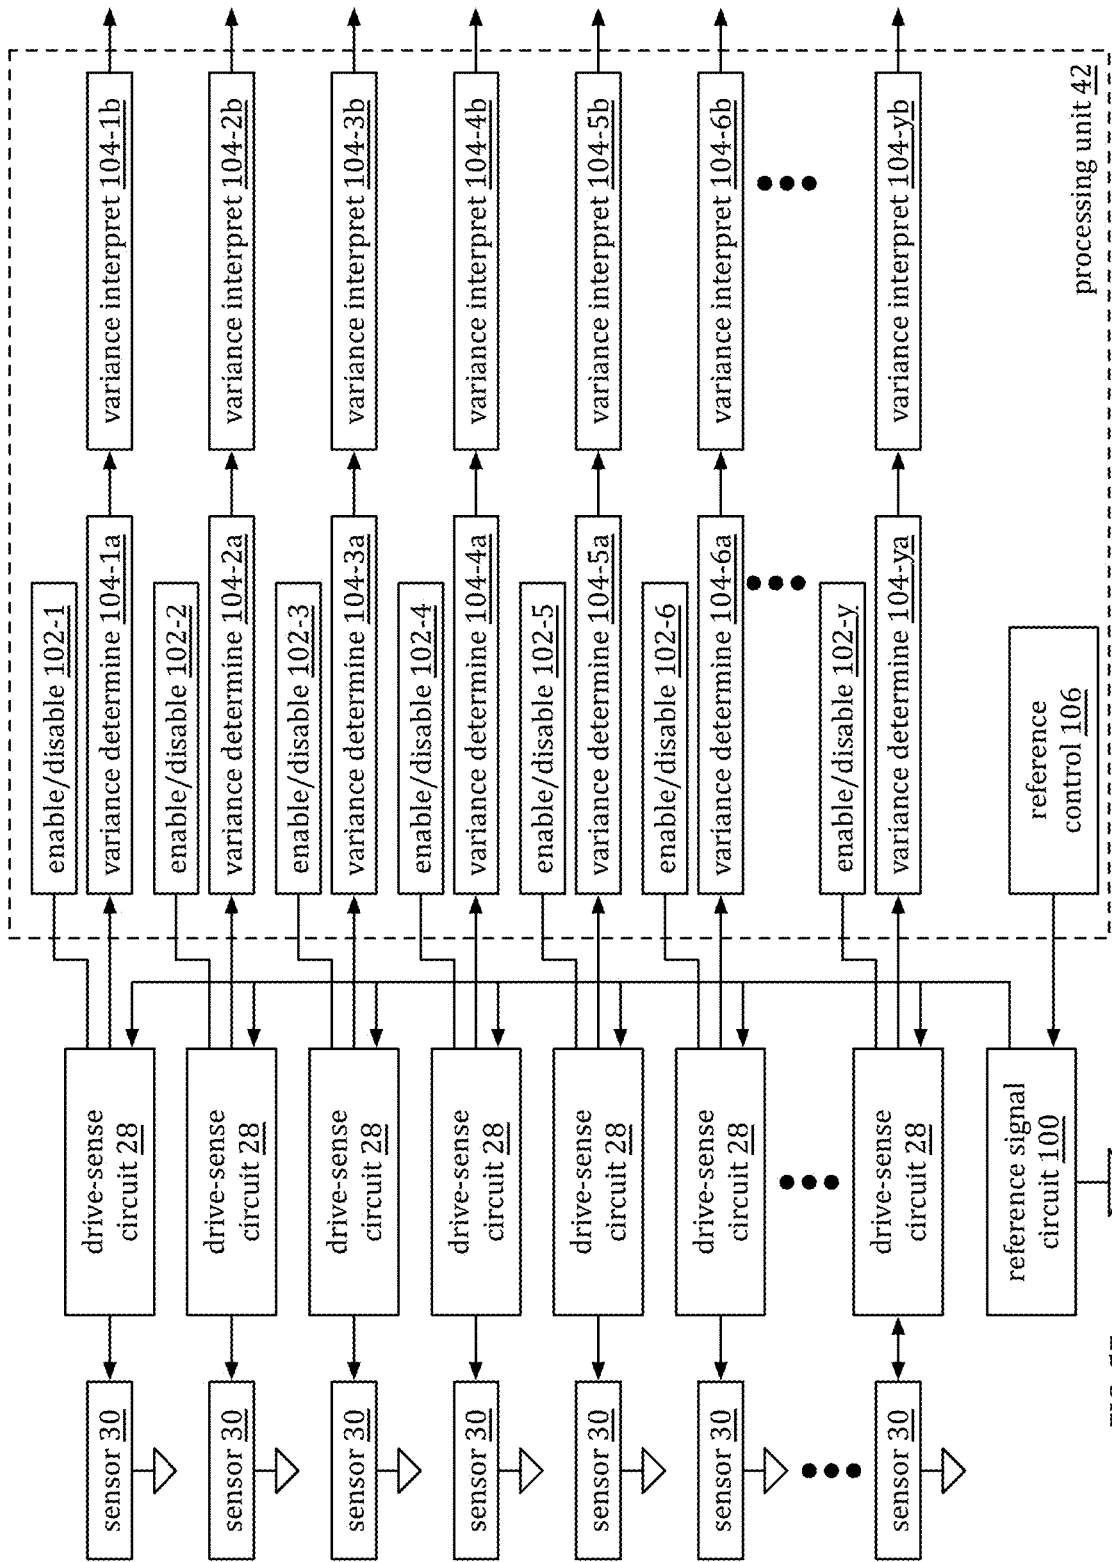 sensor 30
drive-sense
circuit 28
enable/disable 102-1
variance determine 104-1a
variance interpret 104-1b
sensor 30
drive-sense
circuit 28
enable/disable 102-2
variance determine 104-2a
variance interpret 104-2b
sensor 30
drive-sense
circuit 28
enable/disable 102-3
variance determine 104-3a
variance interpret 104-3b
sensor 30
drive-sense
circuit 28
enable/disable 102-4
variance determine 104-4a
variance interpret 104-4b
sensor 30
drive-sense
circuit 28
enable/disable 102-5
variance determine 104-5a
variance interpret 104-5b
sensor 30
drive-sense
circuit 28
enable/disable 102-6
variance determine 104-6a
variance interpret 104-6b
sensor 30
drive-sense
circuit 28
enable/disable 102-y
variance determine 104-ya
variance interpret 104-yb
reference signal
circuit 100
reference
control 106
processing unit 42